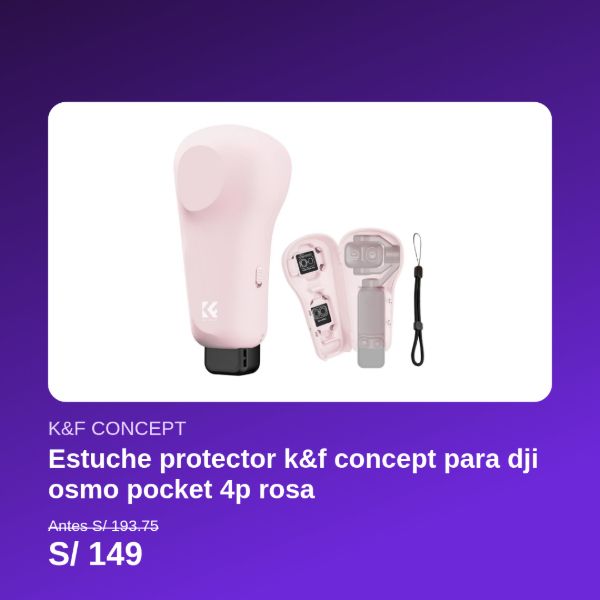 K&F CONCEPT
Estuche protector k&f concept para dji
osmo pocket 4p rosa
Antes S/ 193.75
S/ 149